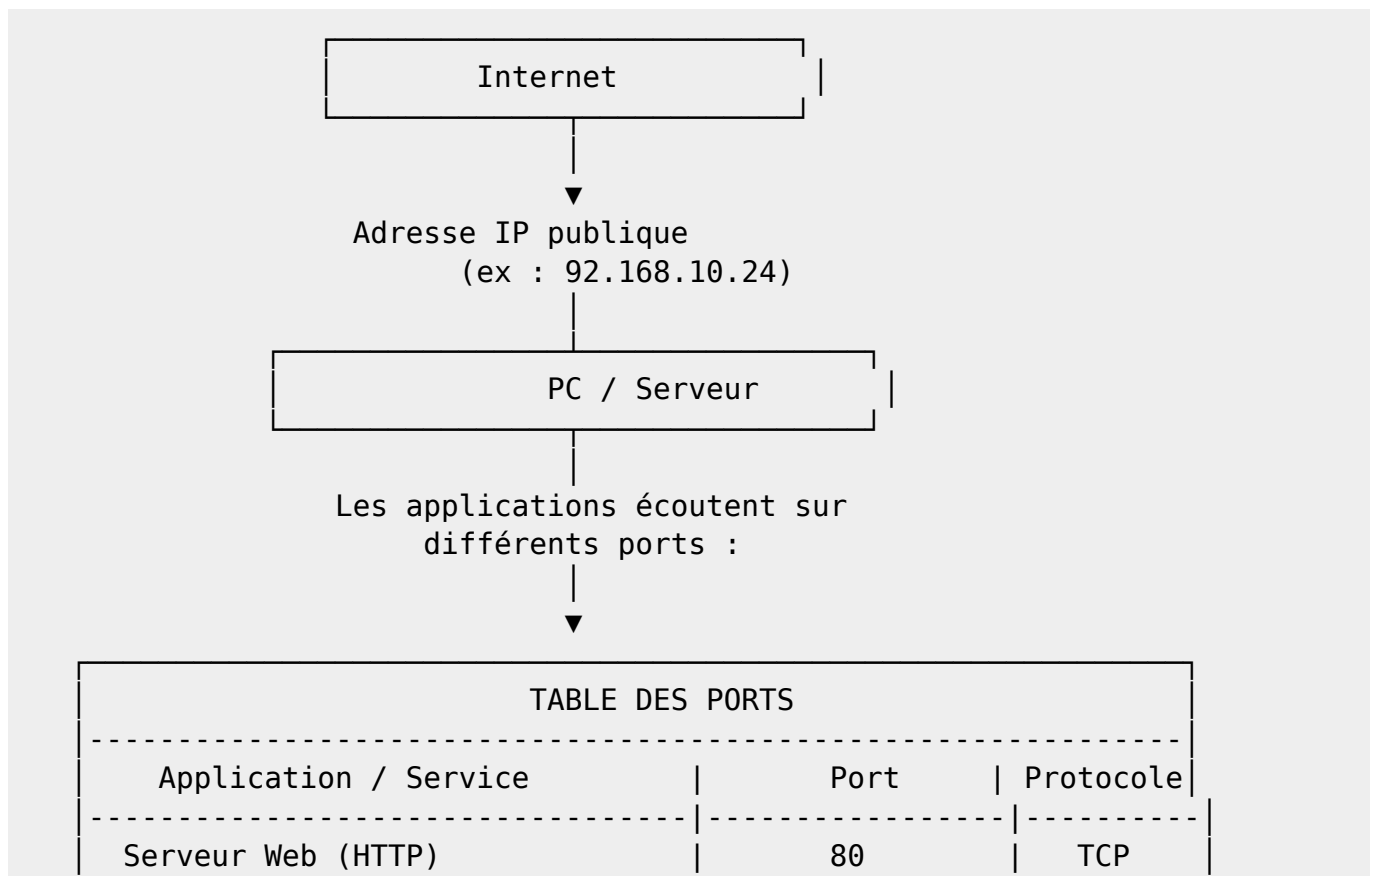 Internet
Adresse IP publique
(ex : 92.168.10.24)
PC / Serveur
Les applications écoutent sur
différents ports :
TABLE DES PORTS
Application / Service | Port | Protocole
Serveur Web (HTTP) | 80 | TCP